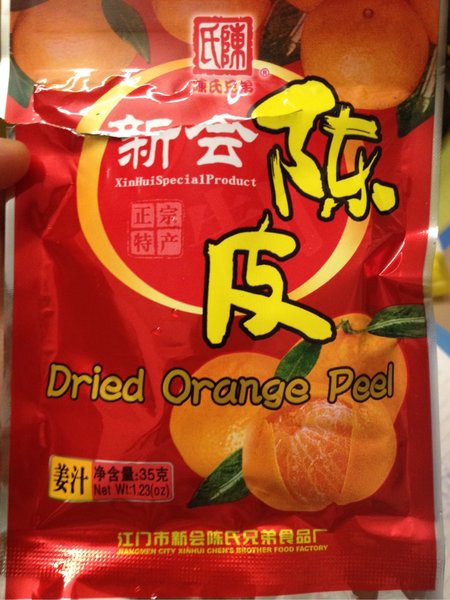 氏陳
陳氏兄弟®
新会
陈皮
XinHuiSpecialProduct
正宗
特产
Dried Orange Peel
姜汁
净含量:35克
Net Wt:1.23(oz)
江门市新会陈氏兄弟食品厂
JIANGMEN CITY XINHUI CHEN'S BROTHER FOOD FACTORY